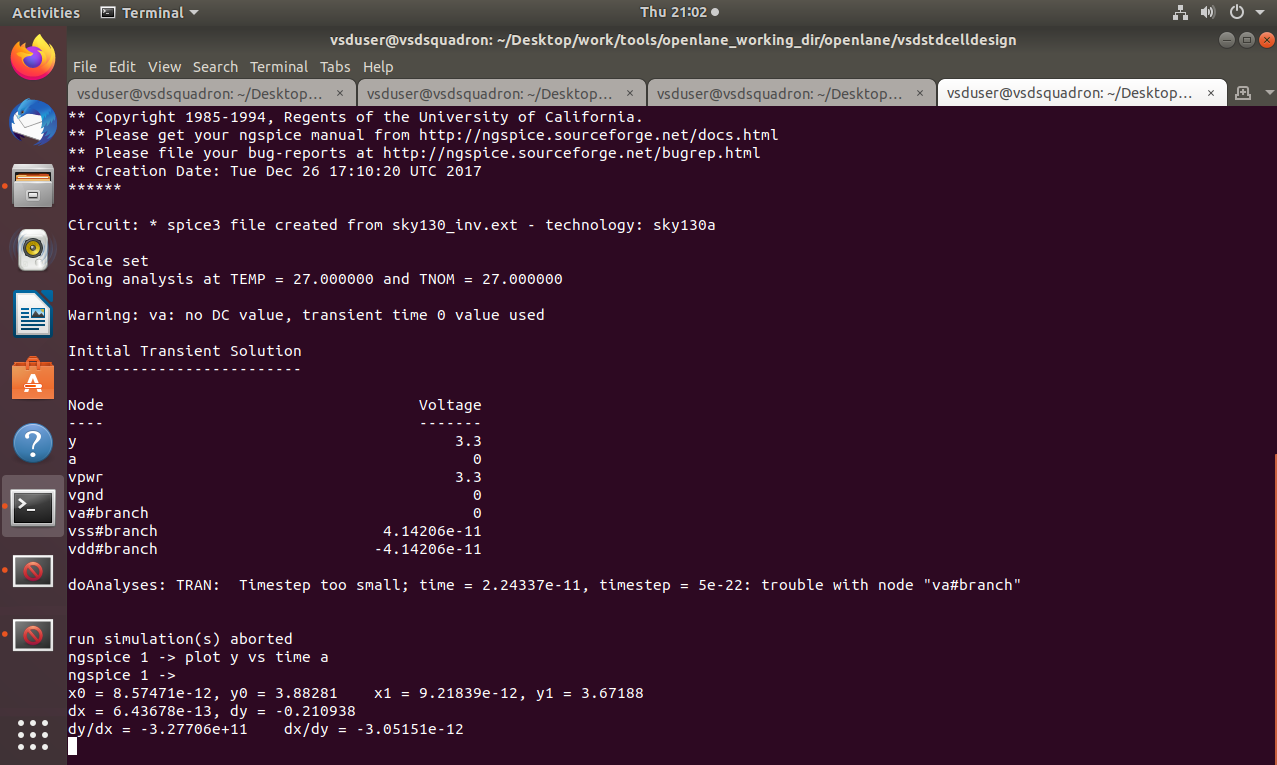 Activities Terminal Thu 21:02
vsduser@vsdsquadron: ~/Desktop/work/tools/openlane_working_dir/openlane/vsdstdcelldesign
File Edit View Search Terminal Tabs Help
vsduser@vsdsquadron: ~/Desktop... × vsduser@vsdsquadron: ~/Desktop... × vsduser@vsdsquadron: ~/Desktop... × vsduser@vsdsquadron: ~/Desktop... ×
** Copyright 1985-1994, Regents of the University of California.
** Please get your ngspice manual from http://ngspice.sourceforge.net/docs.html
** Please file your bug-reports at http://ngspice.sourceforge.net/bugrep.html
** Creation Date: Tue Dec 26 17:10:20 UTC 2017
******
Circuit: * spice3 file created from sky130_inv.ext - technology: sky130a
Scale set
Doing analysis at TEMP = 27.000000 and TNOM = 27.000000
Warning: va: no DC value, transient time 0 value used
Initial Transient Solution
--------------------------
Node Voltage
---- -------
y 3.3
a 0
vpwr 3.3
vgnd 0
va#branch 0
vss#branch 4.14206e-11
vdd#branch -4.14206e-11
doAnalyses: TRAN:  Timestep too small; time = 2.24337e-11, timestep = 5e-22: trouble with node "va#branch"
run simulation(s) aborted
ngspice 1 -> plot y vs time a
ngspice 1 ->
x0 = 8.57471e-12, y0 = 3.88281    x1 = 9.21839e-12, y1 = 3.67188
dx = 6.43678e-13, dy = -0.210938
dy/dx = -3.27706e+11    dx/dy = -3.05151e-12